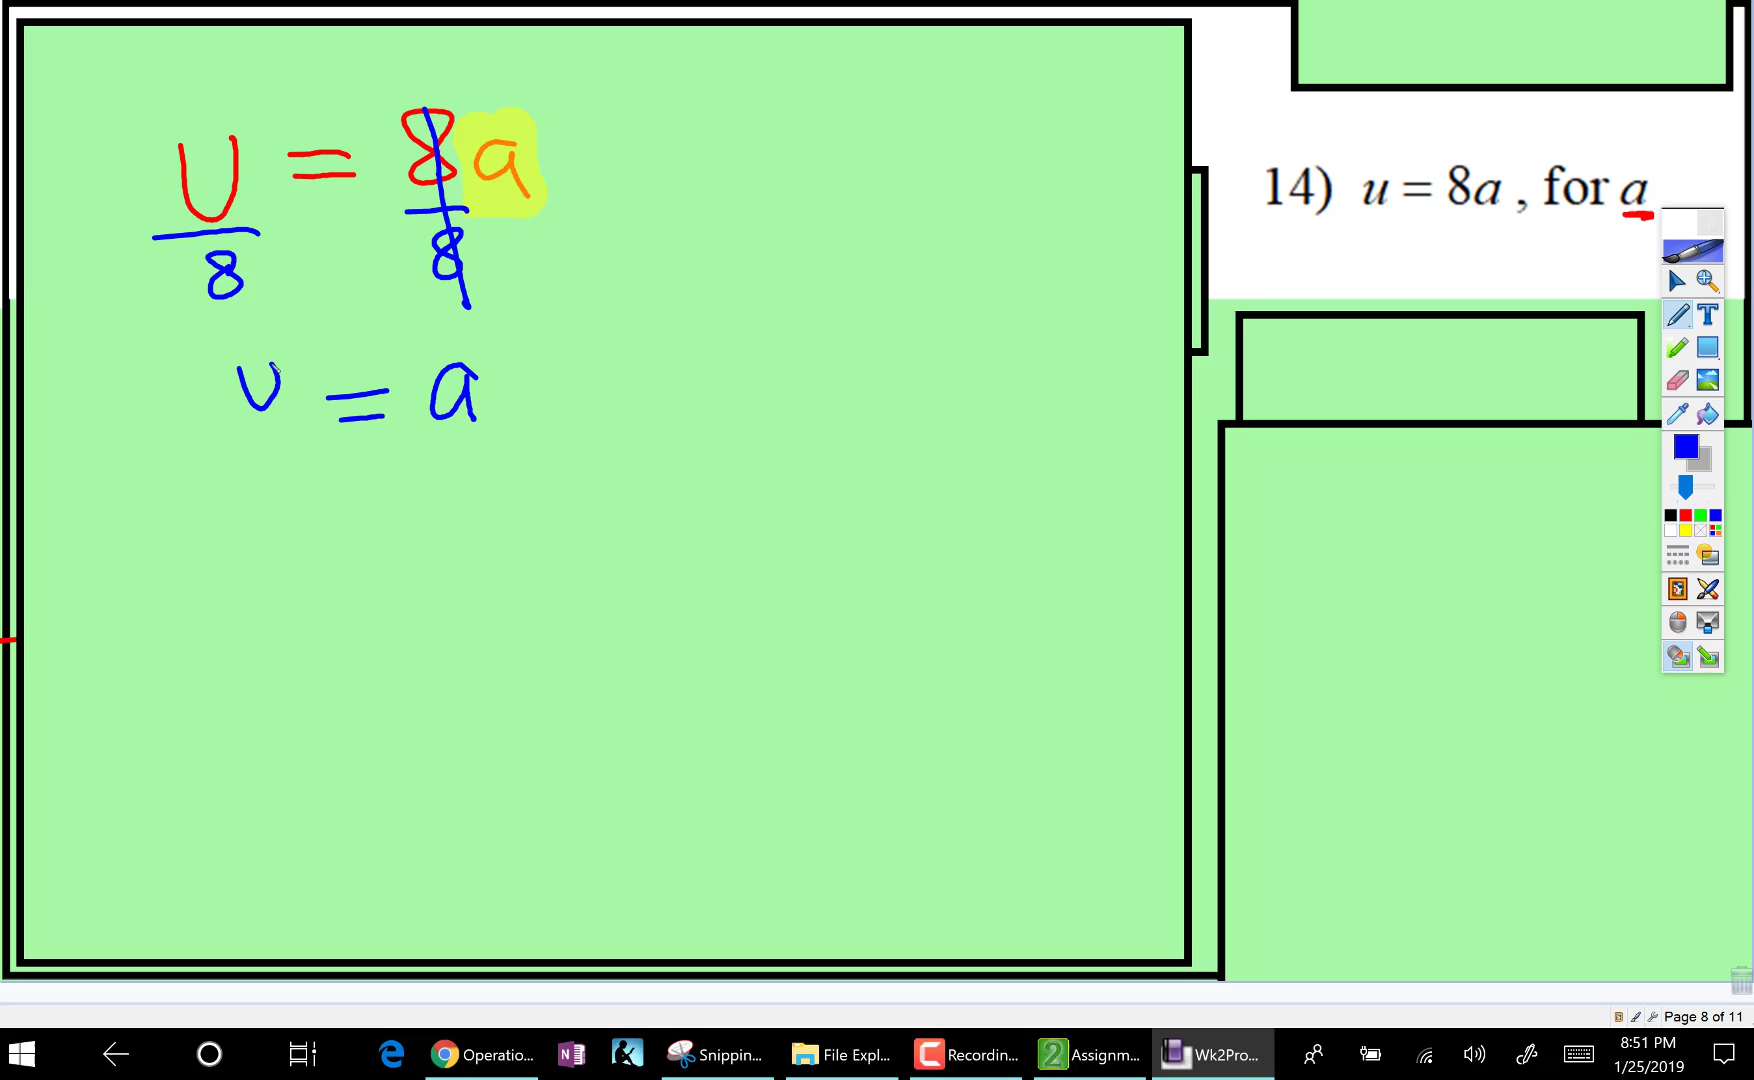 U = 8a
8 8
u = a
14) u = 8a , for a
T
Page 8 of 11
Operatio...
Snippin...
File Expl...
Recordin...
Assignm...
Wk2Pro...
8:51 PM
1/25/2019